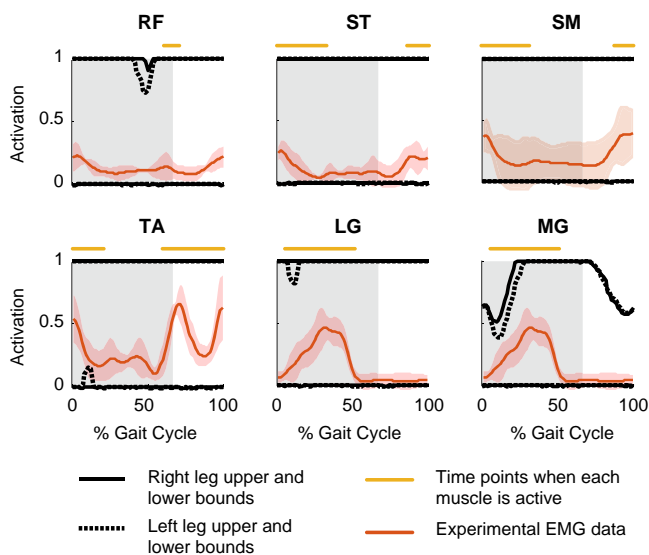 RF ST SM
Activation
1
0.5
0
TA LG MG
Activation
1
0.5
0
0 50 100 0 50 100 0 50 100
% Gait Cycle % Gait Cycle % Gait Cycle
Right leg upper and
lower bounds
Time points when each
muscle is active
Left leg upper and
lower bounds
Experimental EMG data